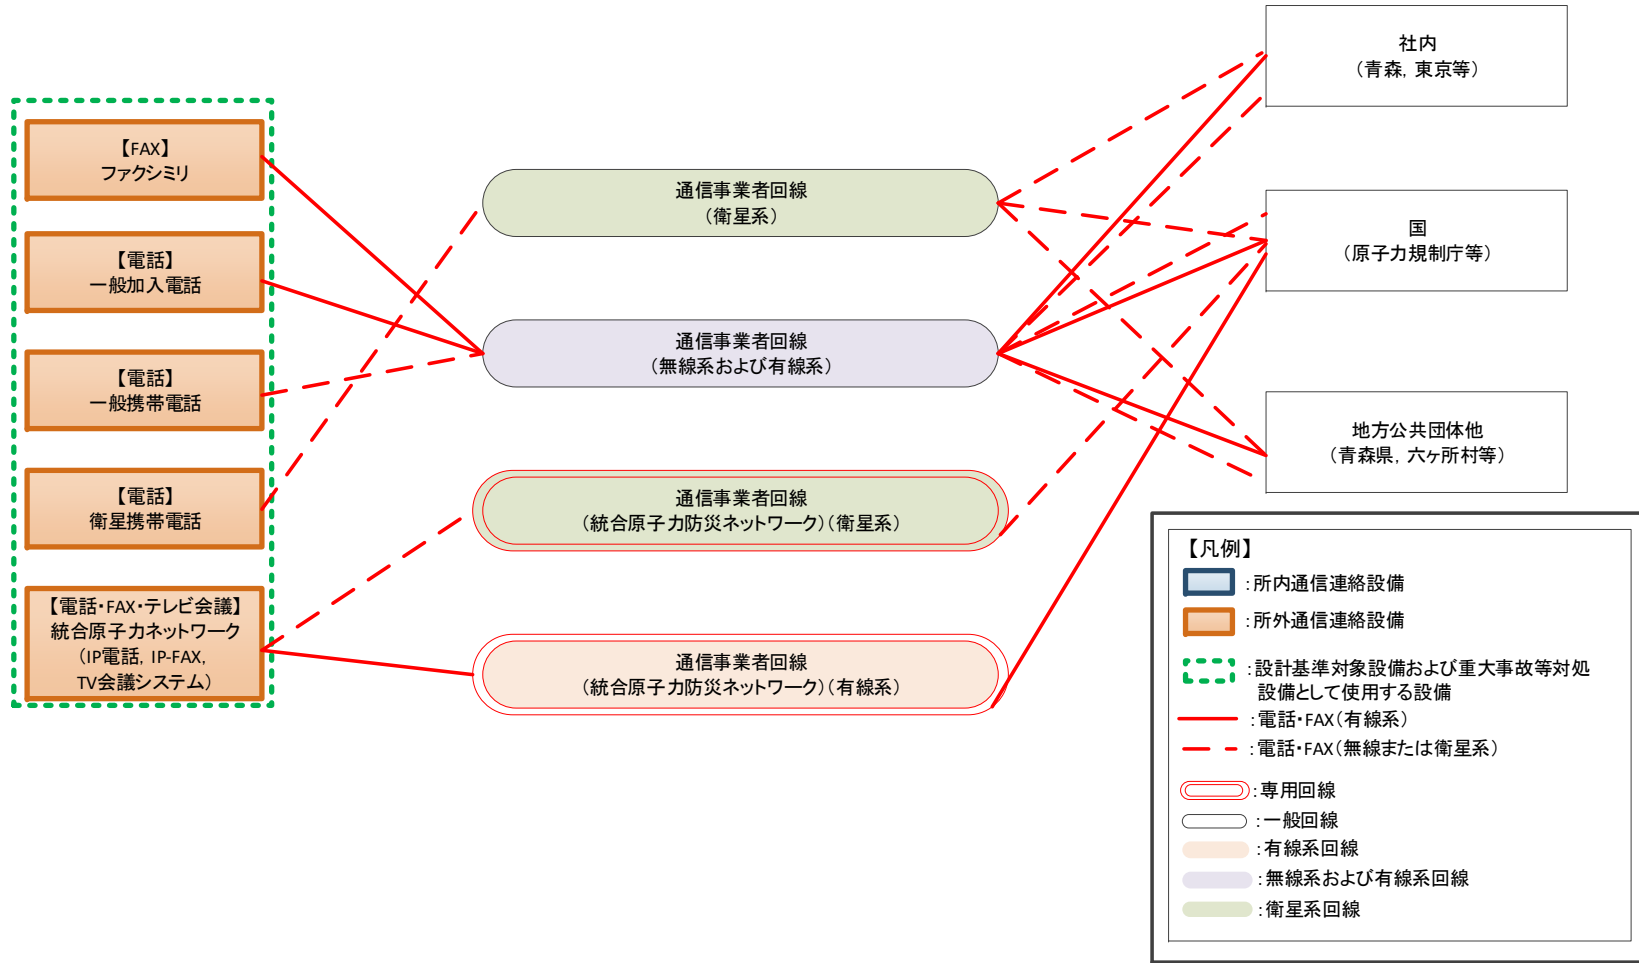 【FAX】
ファクシミリ
【電話】
一般加入電話
【電話】
一般携帯電話
【電話】
衛星携帯電話
【電話・FAX・テレビ会議】
統合原子力ネットワーク
（IP電話, IP-FAX,
TV会議システム）
通信事業者回線
（衛星系）
通信事業者回線
（無線系および有線系）
通信事業者回線
（統合原子力防災ネットワーク）（衛星系）
通信事業者回線
（統合原子力防災ネットワーク）（有線系）
社内
（青森, 東京等）
国
（原子力規制庁等）
地方公共団体他
（青森県, 六ヶ所村等）
【凡例】
：所内通信連絡設備
：所外通信連絡設備
：設計基準対象設備および重大事故等対処
設備として使用する設備
：電話・FAX（有線系）
：電話・FAX（無線または衛星系）
：専用回線
：一般回線
：有線系回線
：無線系および有線系回線
：衛星系回線